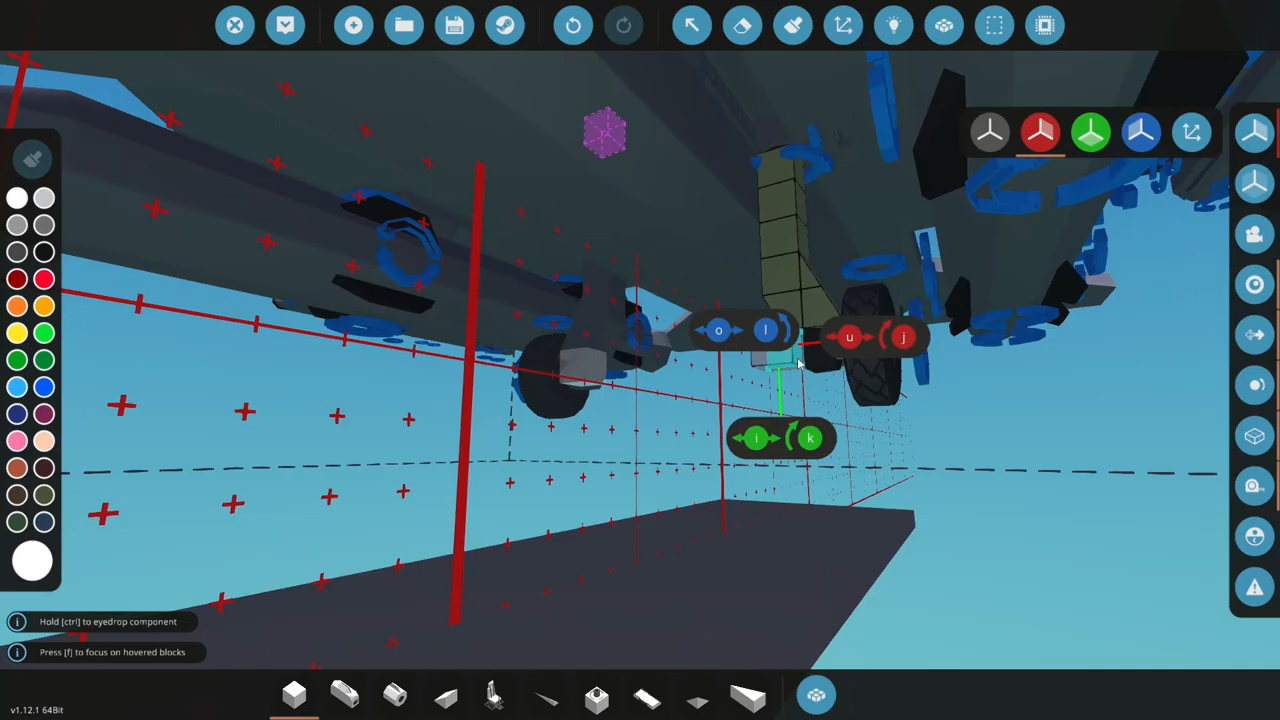 o l
u j
i k
Hold [ctrl] to eyedrop component
Press [f] to focus on hovered blocks
v1.12.1 64Bit